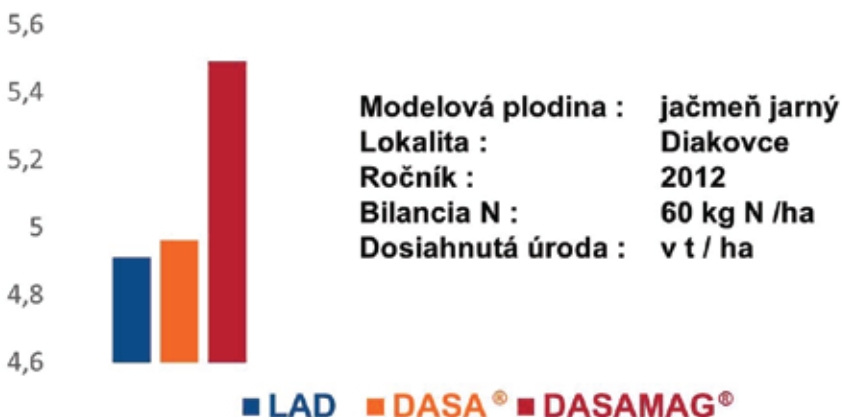 5,6
5,4
5,2
5
4,8
4,6
Modelová plodina : jačmeň jarný
Lokalita : Diakovce
Ročník : 2012
Bilancia N : 60 kg N /ha
Dosiahnutá úroda : v t / ha
LAD DASA® DASAMAG®